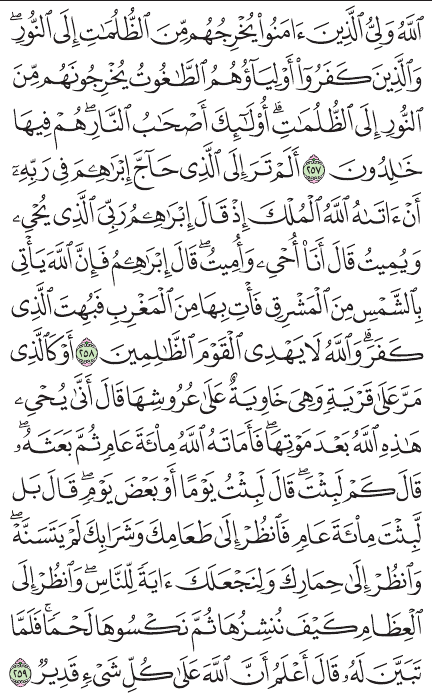 ٱللَّهُ وَلِيُّ ٱلَّذِينَ ءَامَنُوا۟ يُخْرِجُهُم مِّنَ ٱلظُّلُمَٰتِ إِلَى ٱلنُّورِ ۖ
وَٱلَّذِينَ كَفَرُوٓا۟ أَوْلِيَآؤُهُمُ ٱلطَّٰغُوتُ يُخْرِجُونَهُم مِّنَ
ٱلنُّورِ إِلَى ٱلظُّلُمَٰتِ ۗ أُو۟لَٰٓئِكَ أَصْحَٰبُ ٱلنَّارِ ۖ هُمْ فِيهَا
خَٰلِدُونَ ٢٥٧ أَلَمْ تَرَ إِلَى ٱلَّذِى حَآجَّ إِبْرَٰهِـۧمَ فِى رَبِّهِۦٓ
أَنْ ءَاتَىٰهُ ٱللَّهُ ٱلْمُلْكَ إِذْ قَالَ إِبْرَٰهِـۧمُ رَبِّىَ ٱلَّذِى يُحْىِۦ
وَيُمِيتُ قَالَ أَنَا۠ أُحْىِۦ وَأُمِيتُ ۖ قَالَ إِبْرَٰهِـۧمُ فَإِنَّ ٱللَّهَ يَأْتِى
بِٱلشَّمْسِ مِنَ ٱلْمَشْرِقِ فَأْتِ بِهَا مِنَ ٱلْمَغْرِبِ فَبُهِتَ ٱلَّذِى
كَفَرَ ۗ وَٱللَّهُ لَا يَهْدِى ٱلْقَوْمَ ٱلظَّٰلِمِينَ ٢٥٨ أَوْ كَٱلَّذِى
مَرَّ عَلَىٰ قَرْيَةٍ وَهِىَ خَاوِيَةٌ عَلَىٰ عُرُوشِهَا قَالَ أَنَّىٰ يُحْىِۦ
هَٰذِهِ ٱللَّهُ بَعْدَ مَوْتِهَا ۖ فَأَمَاتَهُ ٱللَّهُ مِا۟ئَةَ عَامٍ ثُمَّ بَعَثَهُۥ ۖ
قَالَ كَمْ لَبِثْتَ ۖ قَالَ لَبِثْتُ يَوْمًا أَوْ بَعْضَ يَوْمٍ ۖ قَالَ بَل
لَّبِثْتَ مِا۟ئَةَ عَامٍ فَٱنظُرْ إِلَىٰ طَعَامِكَ وَشَرَابِكَ لَمْ يَتَسَنَّهْ ۖ
وَٱنظُرْ إِلَىٰ حِمَارِكَ وَلِنَجْعَلَكَ ءَايَةً لِّلنَّاسِ ۖ وَٱنظُرْ إِلَى
ٱلْعِظَامِ كَيْفَ نُنشِزُهَا ثُمَّ نَكْسُوهَا لَحْمًا ۚ فَلَمَّا
تَبَيَّنَ لَهُۥ قَالَ أَعْلَمُ أَنَّ ٱللَّهَ عَلَىٰ كُلِّ شَىْءٍ قَدِيرٌ ٢٥٩